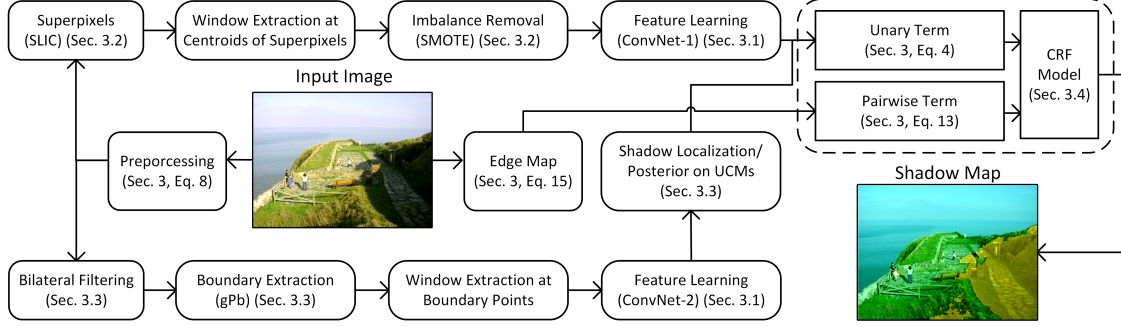 Superpixels
(SLIC) (Sec. 3.2)
Window Extraction at
Centroids of Superpixels
Imbalance Removal
(SMOTE) (Sec. 3.2)
Feature Learning
(ConvNet-1) (Sec. 3.1)
Unary Term
(Sec. 3, Eq. 4)
CRF
Model
(Sec. 3.4)
Pairwise Term
(Sec. 3, Eq. 13)
Input Image
Preporcessing
(Sec. 3, Eq. 8)
Edge Map
(Sec. 3, Eq. 15)
Shadow Localization/
Posterior on UCMs
(Sec. 3.3)
Shadow Map
Bilateral Filtering
(Sec. 3.3)
Boundary Extraction
(gPb) (Sec. 3.3)
Window Extraction at
Boundary Points
Feature Learning
(ConvNet-2) (Sec. 3.1)